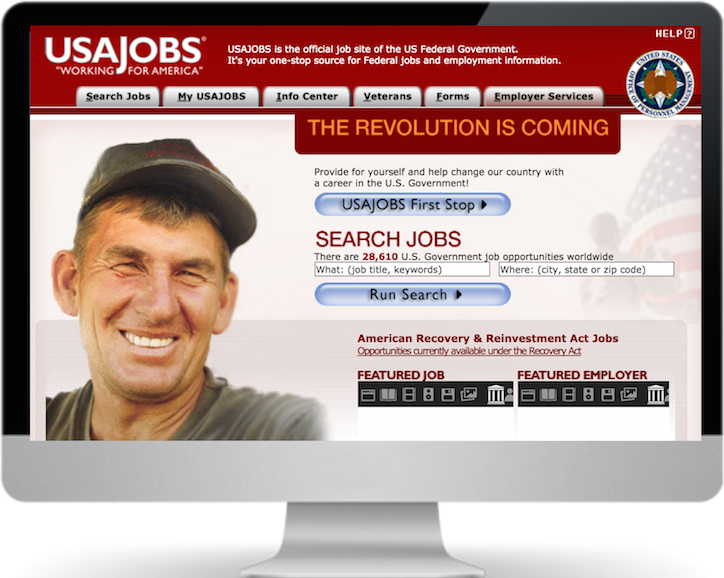 HELP ?
USAJOBS®
"WORKING FOR AMERICA"
USAJOBS is the official job site of the US Federal Government.
It's your one-stop source for Federal jobs and employment information.
UNITED STATES
OFFICE OF PERSONNEL MANAGEMENT
Search Jobs
My USAJOBS
Info Center
Veterans
Forms
Employer Services
THE REVOLUTION IS COMING
Provide for yourself and help change our country with
a career in the U.S. Government!
USAJOBS First Stop
SEARCH JOBS
There are 28,610 U.S. Government job opportunities worldwide
What: (job title, keywords)
Where: (city, state or zip code)
Run Search
American Recovery & Reinvestment Act Jobs
Opportunities currently available under the Recovery Act
FEATURED JOB
FEATURED EMPLOYER